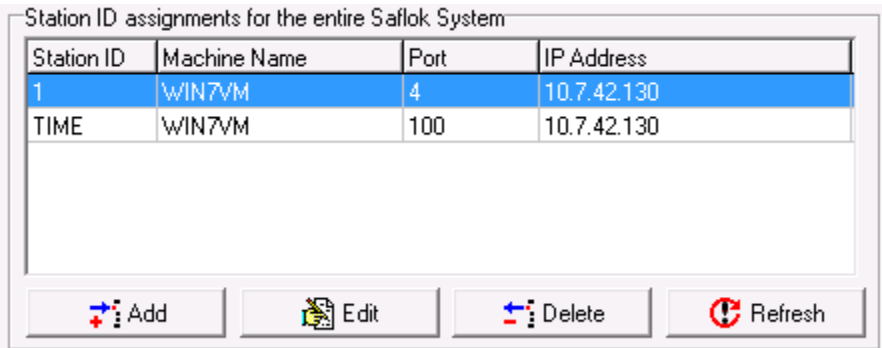 Station ID assignments for the entire Saflok System
Station ID Machine Name Port IP Address
1 WIN7VM 4 10.7.42.130
TIME WIN7VM 100 10.7.42.130
Add Edit Delete Refresh